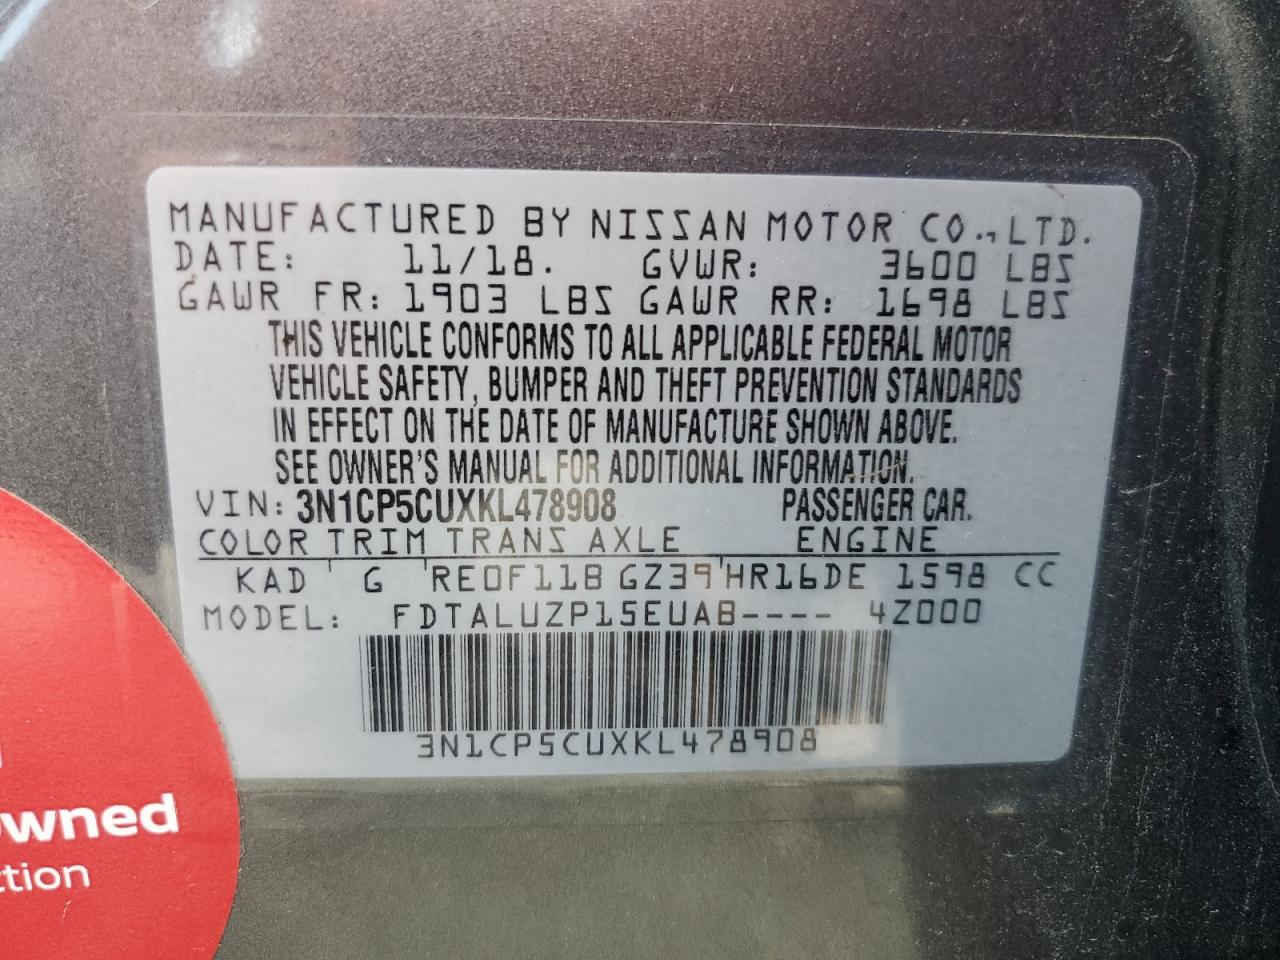 MANUFACTURED BY NISSAN MOTOR CO., LTD.
DATE: 11/18. GVWR: 3600 LBS
GAWR FR: 1903 LBS GAWR RR: 1698 LBS
THIS VEHICLE CONFORMS TO ALL APPLICABLE FEDERAL MOTOR
VEHICLE SAFETY, BUMPER AND THEFT PREVENTION STANDARDS
IN EFFECT ON THE DATE OF MANUFACTURE SHOWN ABOVE.
SEE OWNER'S MANUAL FOR ADDITIONAL INFORMATION.
VIN: 3N1CP5CUXKL478908 PASSENGER CAR.
COLOR TRIM TRANS AXLE ENGINE
KAD G RE0F11B GZ39 HR16DE 1598 CC
MODEL: FDTALUZP15EUAB---- 4Z000
3N1CP5CUXKL478908
wned
ction